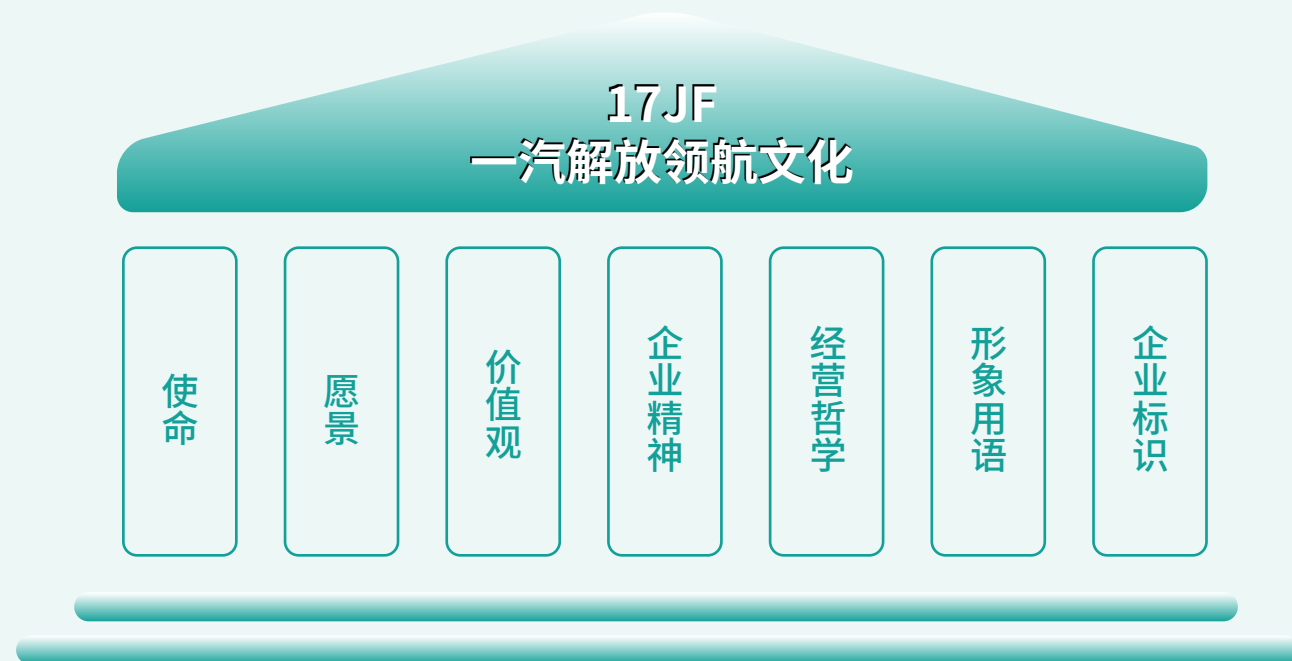 17JF
一汽解放领航文化
使命
愿景
价值观
企业精神
经营哲学
形象用语
企业标识